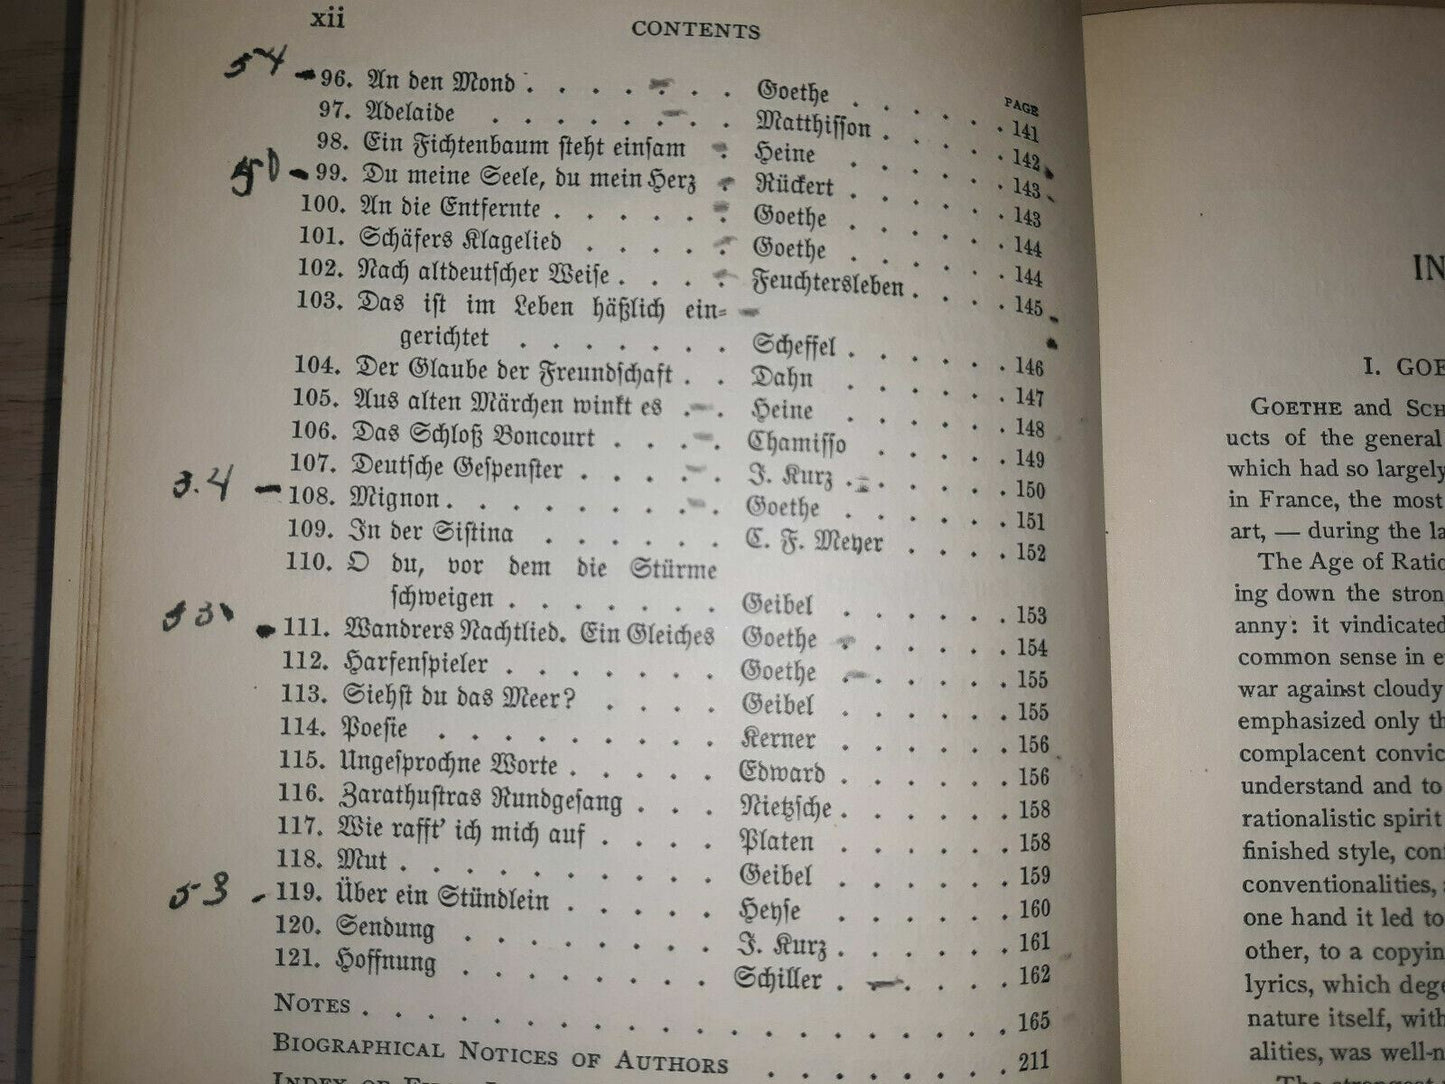 xii
CONTENTS
PAGE
54 96. An den Mond . . . . . . . Goethe . . . . . . 141
97. Adelaide . . . . . . . . Matthisson . . . . . 142
98. Ein Fichtenbaum steht einsam . Heine . . . . . . 143
50 99. Du meine Seele, du mein Herz . Rückert . . . . . . 143
100. An die Entfernte . . . . . . Goethe . . . . . . 144
101. Schäfers Klagelied . . . . . Goethe . . . . . . 144
102. Nach altdeutscher Weise . . . . Feuchtersleben . . . . 145
103. Das ist im Leben häßlich ein-
gerichtet . . . . . . . Scheffel . . . . . . 146
104. Der Glaube der Freundschaft . . Dahn . . . . . . 147
105. Aus alten Märchen winkt es . . Heine . . . . . . 148
106. Das Schloß Boncourt . . . . Chamisso . . . . . 149
107. Deutsche Gespenster . . . . . J. Kurz . . . . . . 150
3.4 108. Mignon . . . . . . . . . Goethe . . . . . . 151
109. In der Sistina . . . . . . C. F. Meyer . . . . 152
110. O du, vor dem die Stürme
schweigen . . . . . . . Geibel . . . . . . 153
53 111. Wandrers Nachtlied. Ein Gleiches Goethe . . . . . . 154
112. Harfenspieler . . . . . . . Goethe . . . . . . 155
113. Siehst du das Meer? . . . . Geibel . . . . . . 155
114. Poesie . . . . . . . . . Kerner . . . . . . 156
115. Ungesprochne Worte . . . . . Edward . . . . . . 156
116. Zarathustras Rundgesang . . . Nietzsche . . . . . . 158
117. Wie rafft' ich mich auf . . . . Platen . . . . . . 158
118. Mut . . . . . . . . . . Geibel . . . . . . 159
53 119. Über ein Stündlein . . . . . Heyse . . . . . . 160
120. Sendung . . . . . . . . J. Kurz . . . . . . 161
121. Hoffnung . . . . . . . . Schiller . . . . . . 162
NOTES . . . . . . . . . . . . . . . . . . 165
BIOGRAPHICAL NOTICES OF AUTHORS . . . . . . . 211
IN
I. GOE
GOETHE and SCH
ucts of the general
which had so largely
in France, the most
art, — during the la
The Age of Ratio
ing down the stron
anny: it vindicated
common sense in e
war against cloudy
emphasized only th
complacent convic
understand and to
rationalistic spirit
finished style, con
conventionalities,
one hand it led to
other, to a copyin
lyrics, which dege
nature itself, with
alities, was well-n